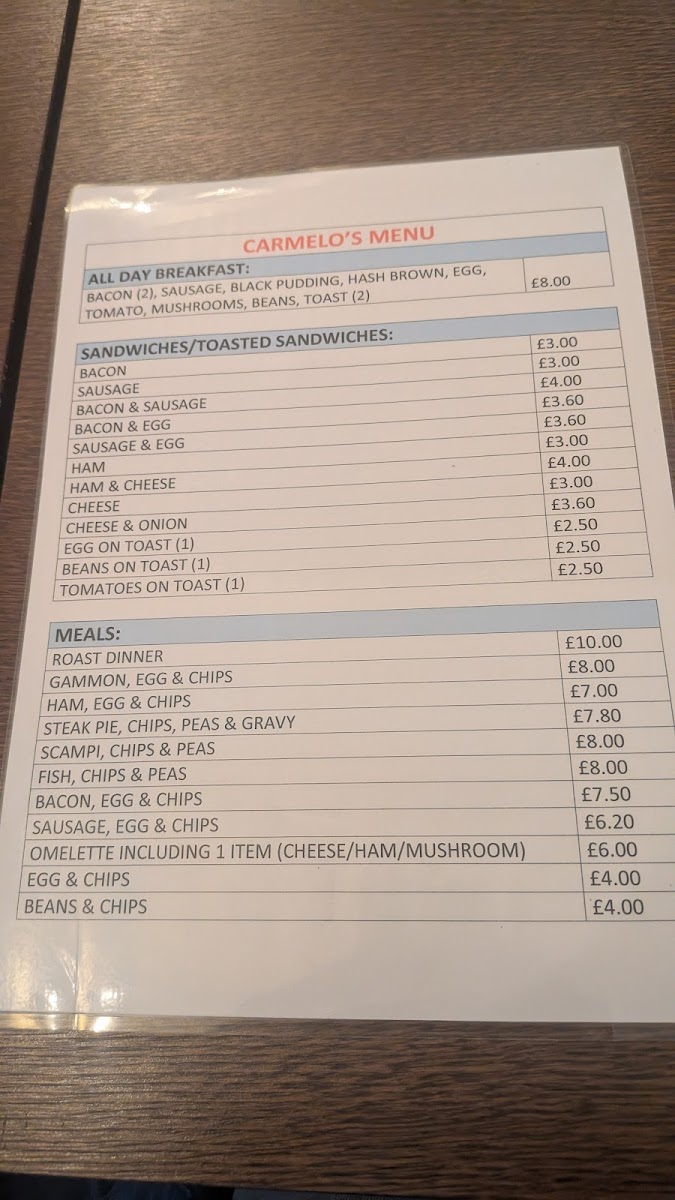 CARMELO'S MENU
ALL DAY BREAKFAST:
BACON (2), SAUSAGE, BLACK PUDDING, HASH BROWN, EGG,
TOMATO, MUSHROOMS, BEANS, TOAST (2) £8.00
SANDWICHES/TOASTED SANDWICHES:
BACON £3.00
SAUSAGE £3.00
BACON & SAUSAGE £4.00
BACON & EGG £3.60
SAUSAGE & EGG £3.60
HAM £3.00
HAM & CHEESE £4.00
CHEESE £3.00
CHEESE & ONION £3.60
EGG ON TOAST (1) £2.50
BEANS ON TOAST (1) £2.50
TOMATOES ON TOAST (1) £2.50
MEALS:
ROAST DINNER £10.00
GAMMON, EGG & CHIPS £8.00
HAM, EGG & CHIPS £7.00
STEAK PIE, CHIPS, PEAS & GRAVY £7.80
SCAMPI, CHIPS & PEAS £8.00
FISH, CHIPS & PEAS £8.00
BACON, EGG & CHIPS £7.50
SAUSAGE, EGG & CHIPS £6.20
OMELETTE INCLUDING 1 ITEM (CHEESE/HAM/MUSHROOM) £6.00
EGG & CHIPS £4.00
BEANS & CHIPS £4.00